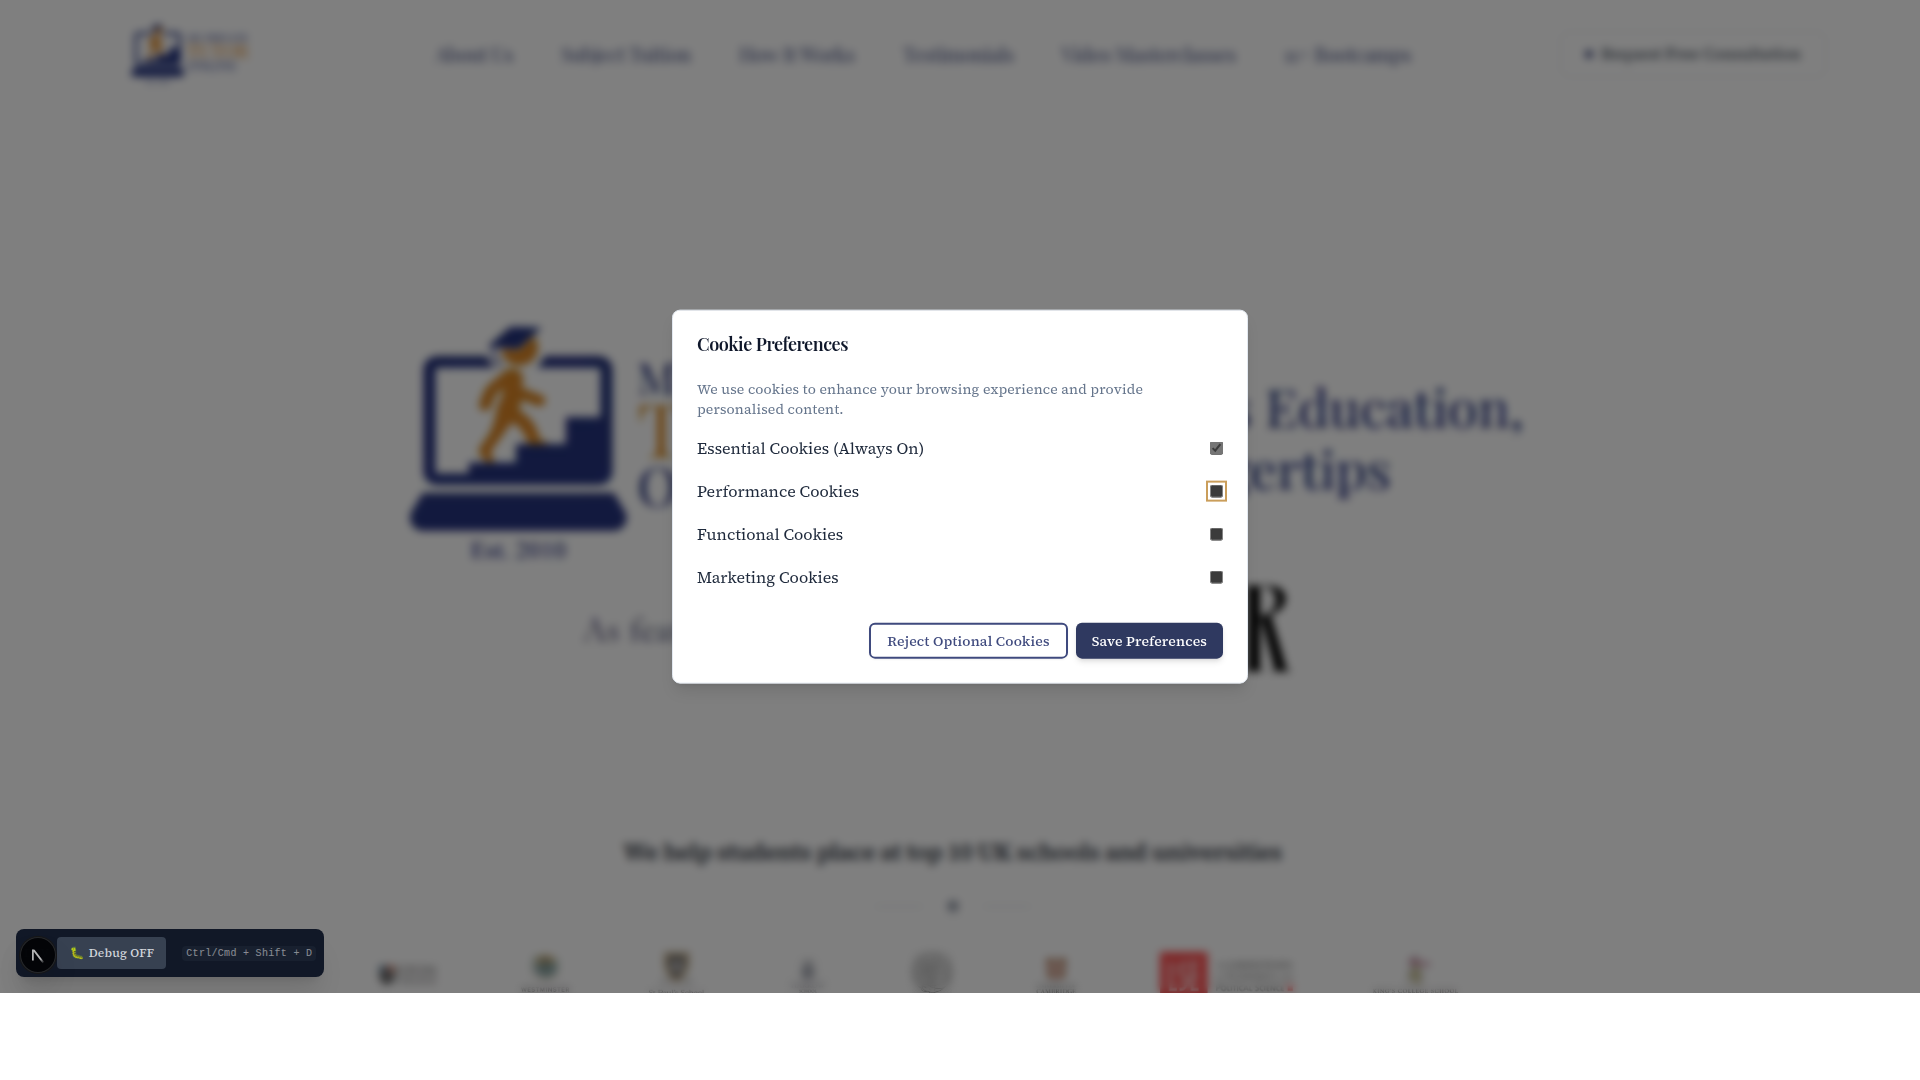 About Us
Subject Tuition
How It Works
Testimonials
Video Masterclasses
11+ Bootcamps
Request Free Consultation
Cookie Preferences
We use cookies to enhance your browsing experience and provide
personalised content.
Essential Cookies (Always On)
Performance Cookies
Functional Cookies
Marketing Cookies
Reject Optional Cookies
Save Preferences
Education,
Est. 2010
We help students place at top 10 UK schools and universities
Debug OFF
Ctrl/Cmd + Shift + D